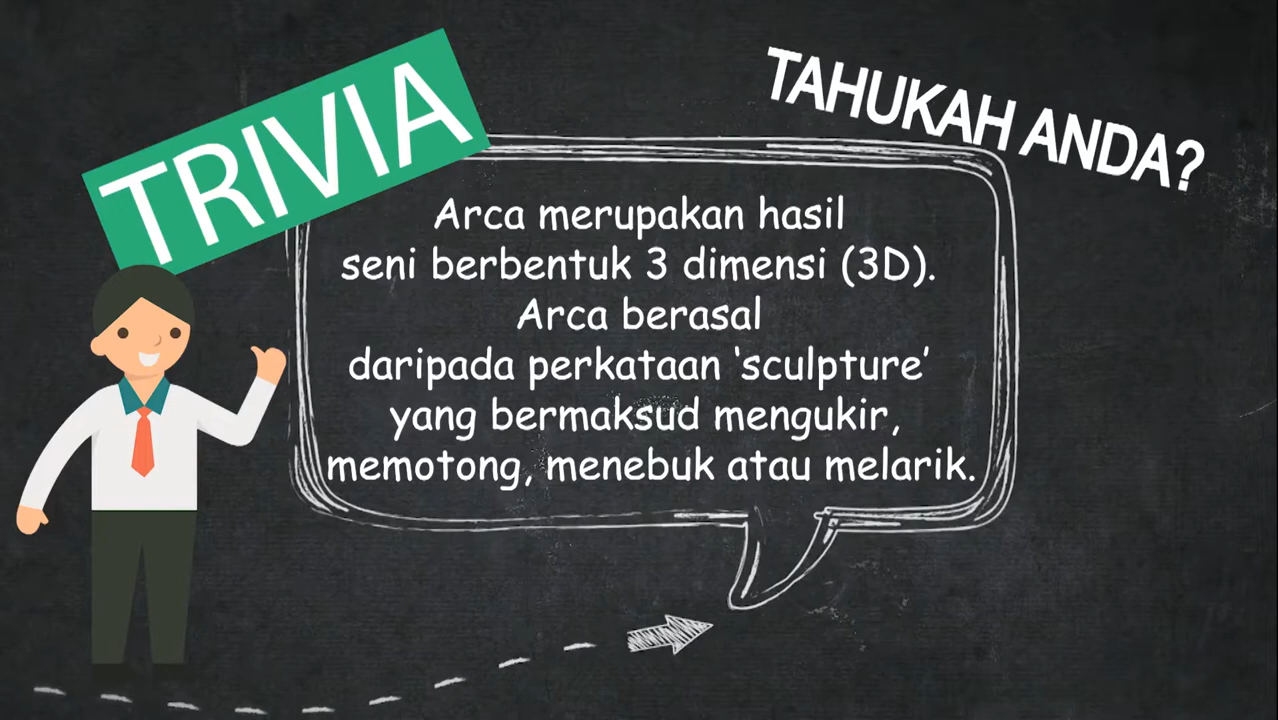 TRIVIA
TAHUKAH ANDA?
Arca merupakan hasil
seni berbentuk 3 dimensi (3D).
Arca berasal
daripada perkataan ‘sculpture’
yang bermaksud mengukir,
memotong, menebuk atau melarik.